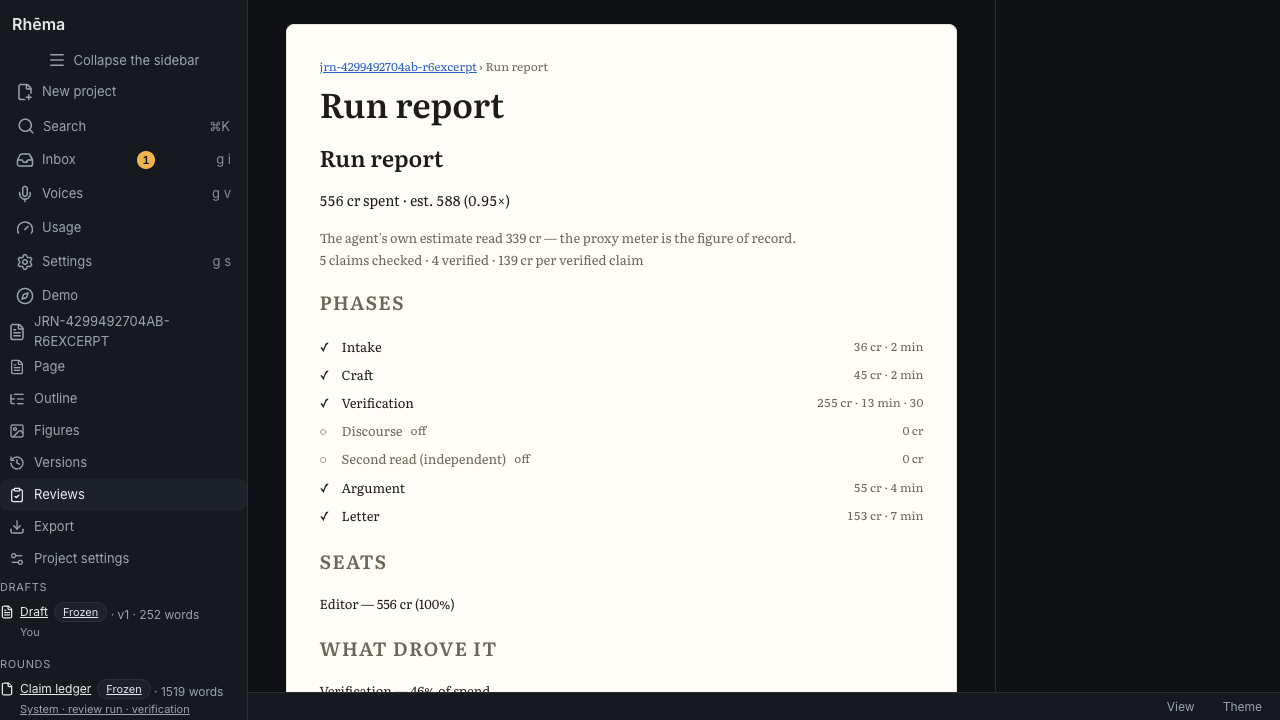 Rhēma
Collapse the sidebar
New project
Search ⌘K
Inbox 1 g i
Voices g v
Usage
Settings g s
Demo
JRN-4299492704AB-
R6EXCERPT
Page
Outline
Figures
Versions
Reviews
Export
Project settings
DRAFTS
Draft Frozen · v1 · 252 words
You
ROUNDS
Claim ledger Frozen · 1519 words
System · review run · verification
jrn-4299492704ab-r6excerpt › Run report
Run report
Run report
556 cr spent · est. 588 (0.95×)
The agent's own estimate read 339 cr — the proxy meter is the figure of record.
5 claims checked · 4 verified · 139 cr per verified claim
PHASES
✓ Intake 36 cr · 2 min
✓ Craft 45 cr · 2 min
✓ Verification 255 cr · 13 min · 30
○ Discourse off 0 cr
○ Second read (independent) off 0 cr
✓ Argument 55 cr · 4 min
✓ Letter 153 cr · 7 min
SEATS
Editor — 556 cr (100%)
WHAT DROVE IT
Verification — 46% of spend
View Theme